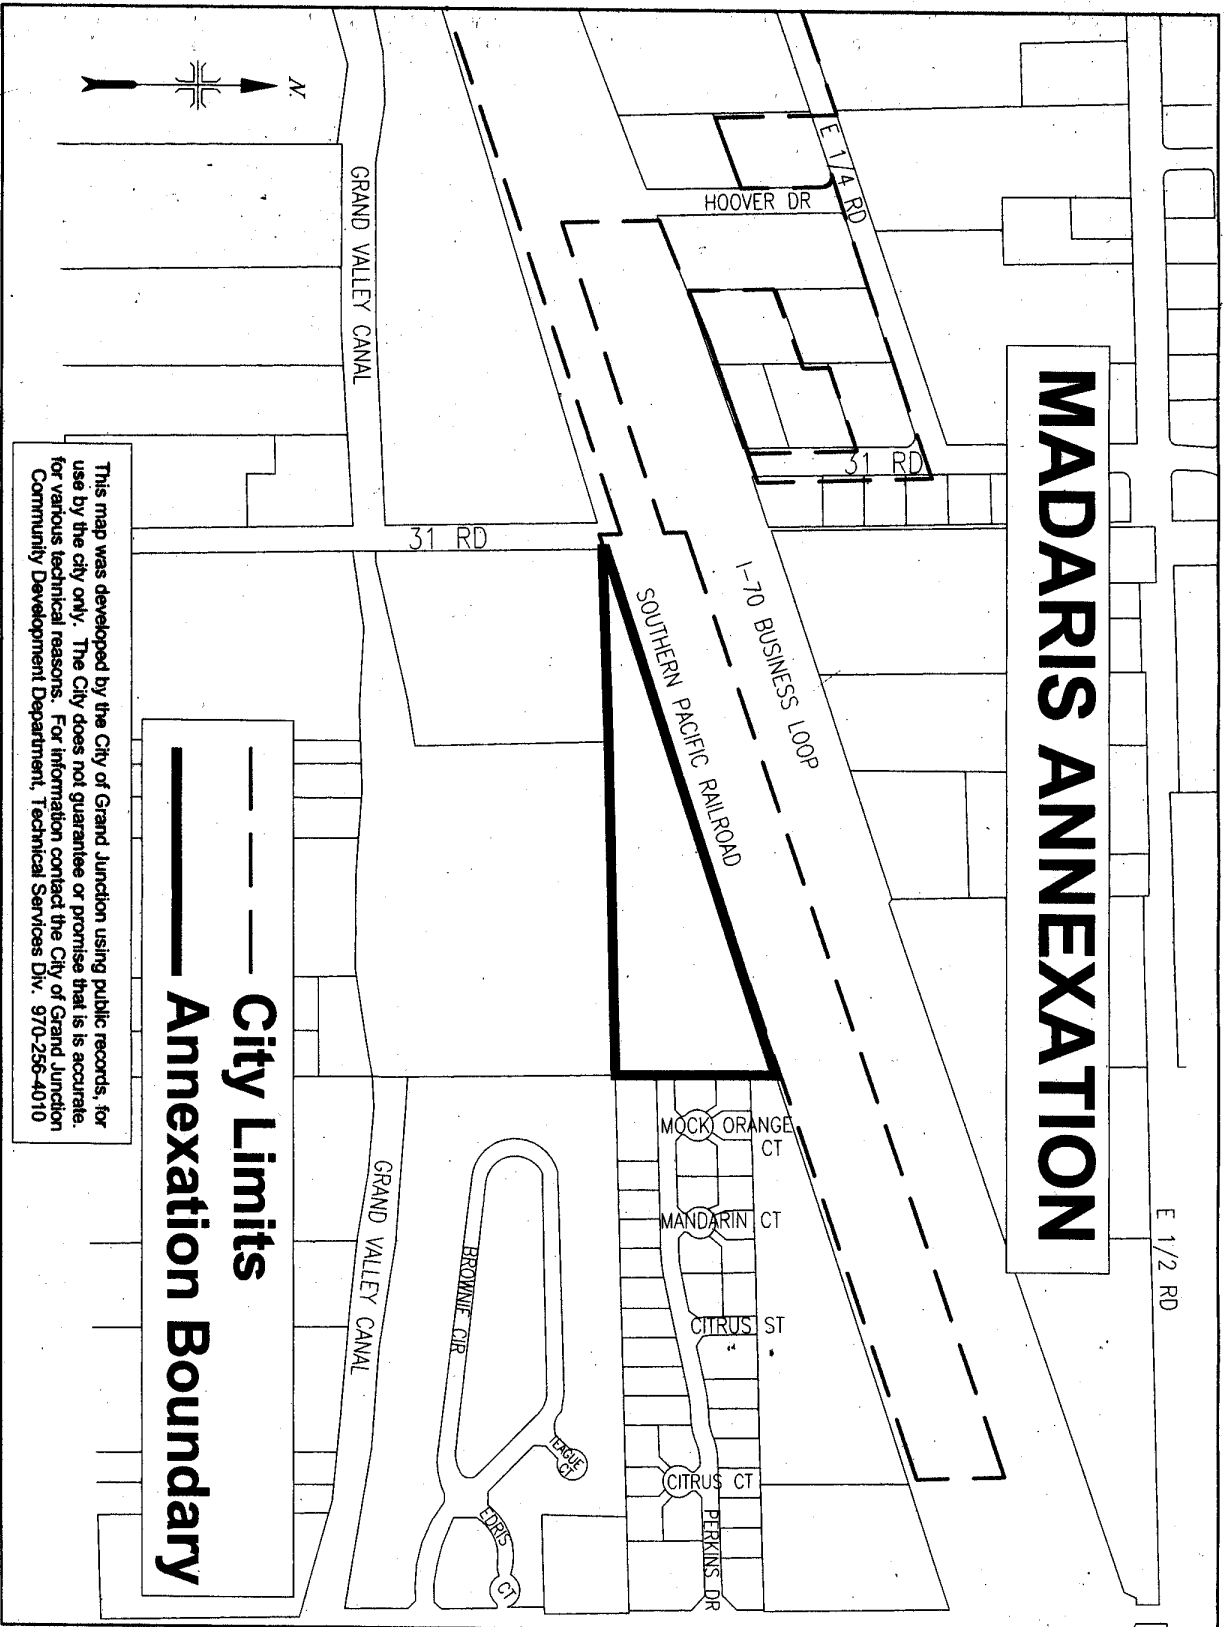 MADARIS ANNEXATION
E 1/2 RD
E 1/4 RD
HOOVER DR
31 RD
I-70 BUSINESS LOOP
SOUTHERN PACIFIC RAILROAD
31 RD
GRAND VALLEY CANAL
N.
MOCK ORANGE
CT
MANDARIN CT
CITRUS ST
CITRUS CT
PERKINS DR
BROWNIE CIR
TEAGUE
CT
EDRIS
CT
GRAND VALLEY CANAL
City Limits
Annexation Boundary
This map was developed by the City of Grand Junction using public records, for
use by the city only. The City does not guarantee or promise that is is accurate.
for various technical reasons. For information contact the City of Grand Junction
Community Development Department, Technical Services Div. 970-256-4010